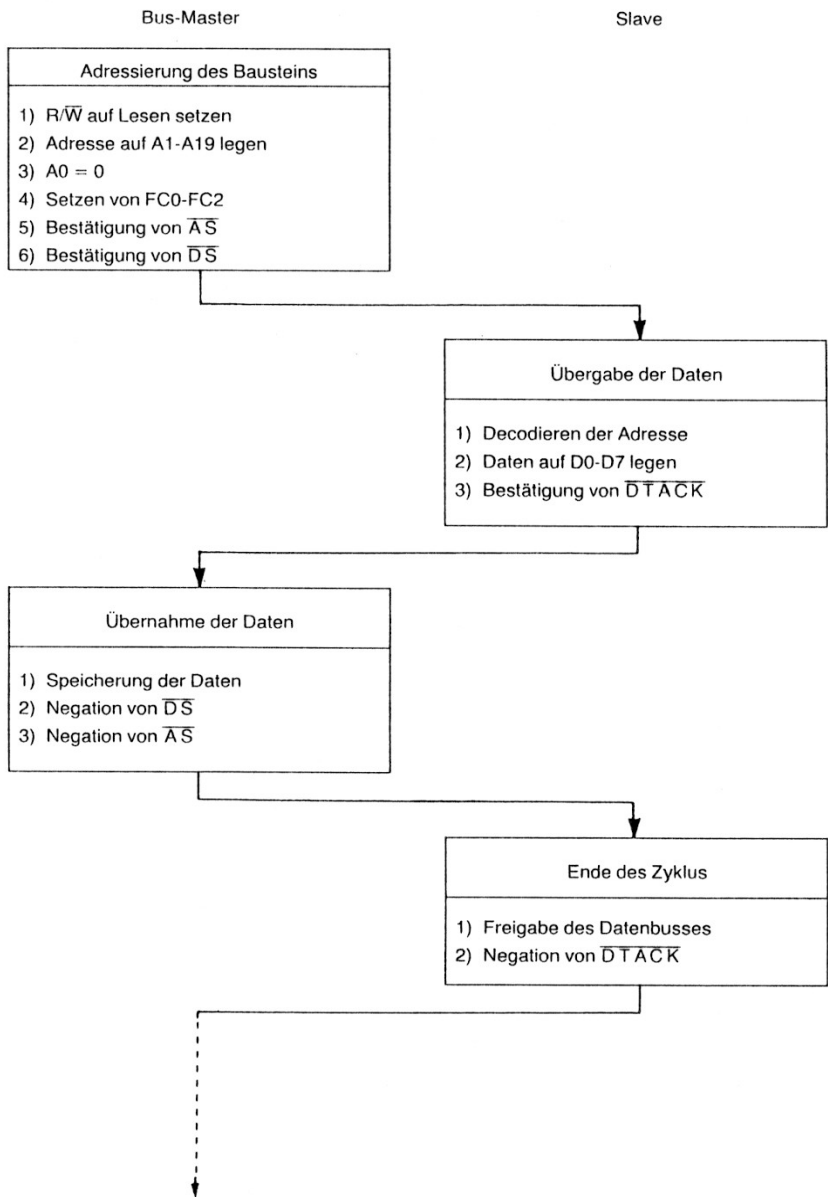 Bus-Master
Slave
Adressierung des Bausteins
1) R/W̅ auf Lesen setzen
2) Adresse auf A1-A19 legen
3) A0 = 0
4) Setzen von FC0-FC2
5) Bestätigung von A̅S̅
6) Bestätigung von D̅S̅
Übergabe der Daten
1) Decodieren der Adresse
2) Daten auf D0-D7 legen
3) Bestätigung von D̅T̅A̅C̅K̅
Übernahme der Daten
1) Speicherung der Daten
2) Negation von D̅S̅
3) Negation von A̅S̅
Ende des Zyklus
1) Freigabe des Datenbusses
2) Negation von D̅T̅A̅C̅K̅